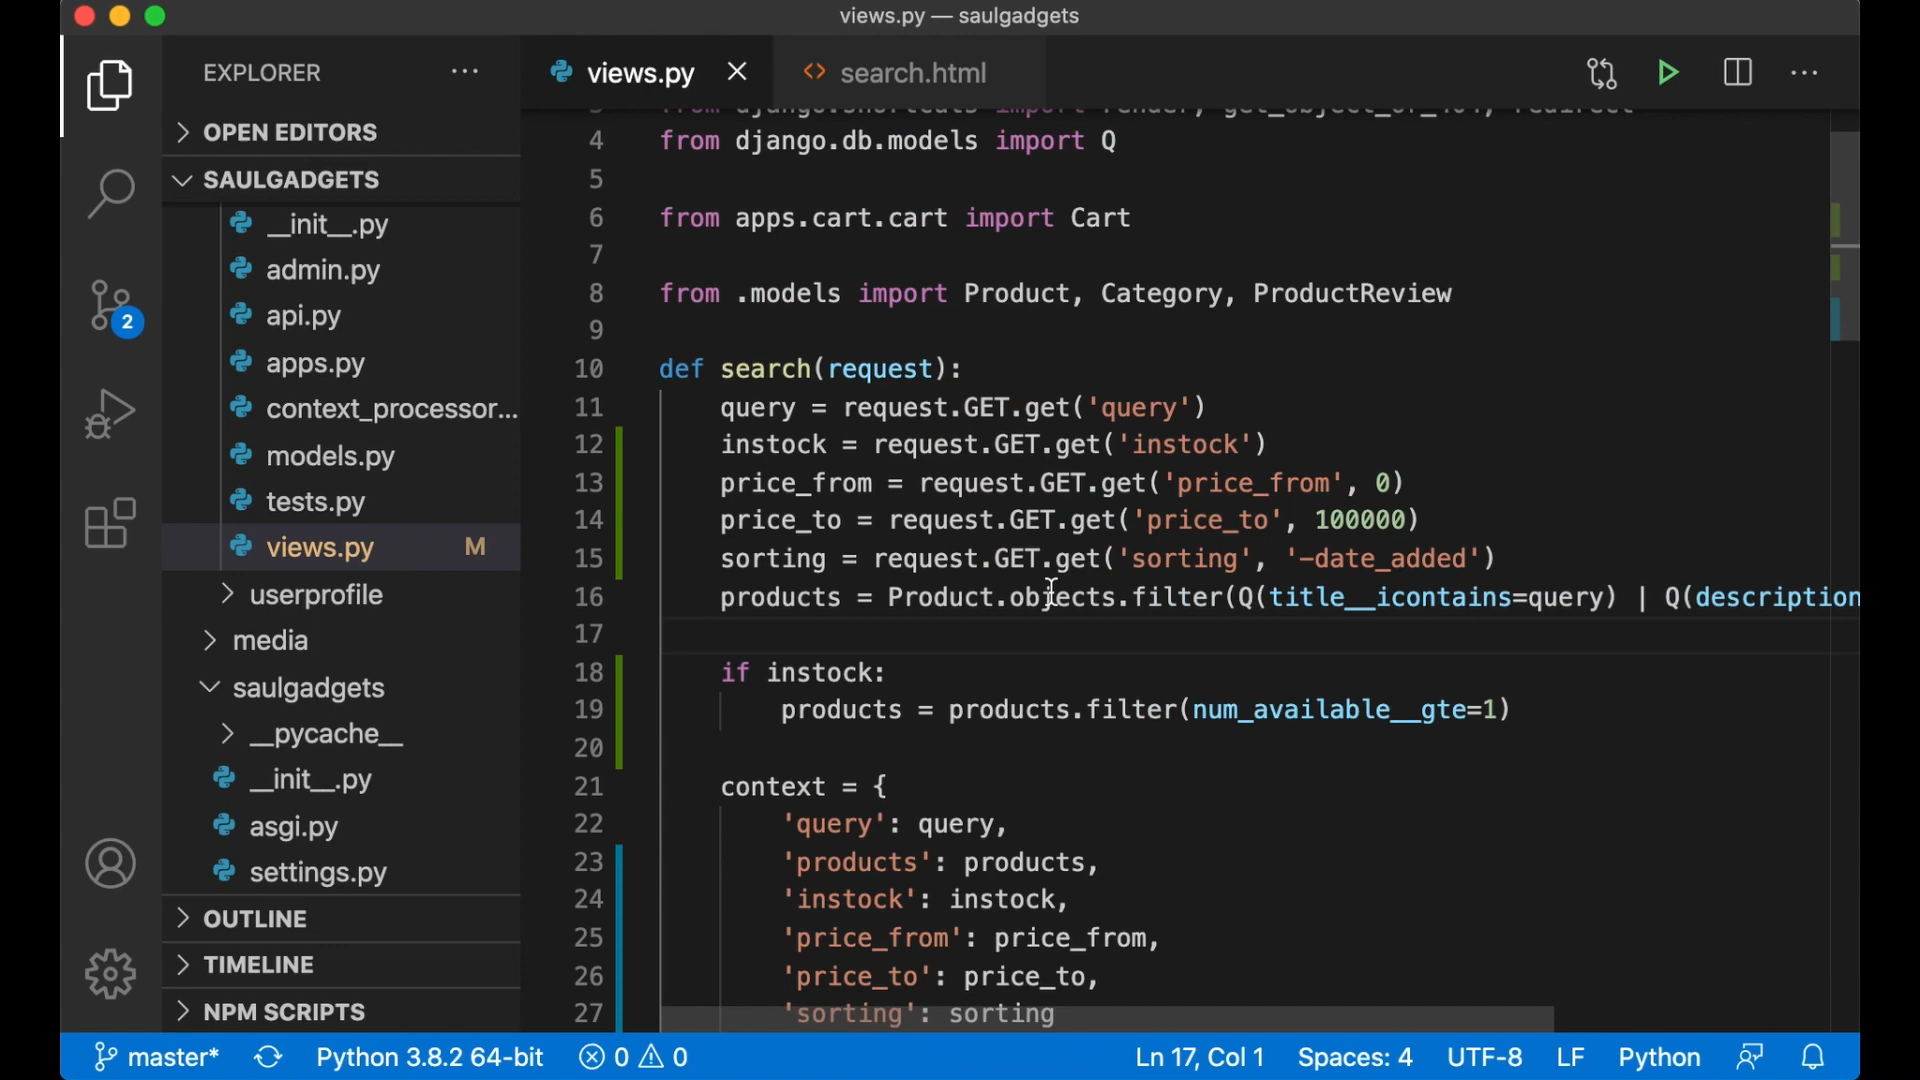 views.py — saulgadgets
EXPLORER
views.py
search.html
OPEN EDITORS
SAULGADGETS
__init__.py
admin.py
api.py
apps.py
context_processor...
models.py
tests.py
views.py M
userprofile
media
saulgadgets
__pycache__
__init__.py
asgi.py
settings.py
OUTLINE
TIMELINE
NPM SCRIPTS
2
from django.shortcuts import render, get_object_or_404, redirect
4 from django.db.models import Q
5
6 from apps.cart.cart import Cart
7
8 from .models import Product, Category, ProductReview
9
10 def search(request):
11 query = request.GET.get('query')
12 instock = request.GET.get('instock')
13 price_from = request.GET.get('price_from', 0)
14 price_to = request.GET.get('price_to', 100000)
15 sorting = request.GET.get('sorting', '-date_added')
16 products = Product.objects.filter(Q(title__icontains=query) | Q(description
17
18 if instock:
19 products = products.filter(num_available__gte=1)
20
21 context = {
22 'query': query,
23 'products': products,
24 'instock': instock,
25 'price_from': price_from,
26 'price_to': price_to,
27 'sorting': sorting
master* Python 3.8.2 64-bit 0 0 Ln 17, Col 1 Spaces: 4 UTF-8 LF Python